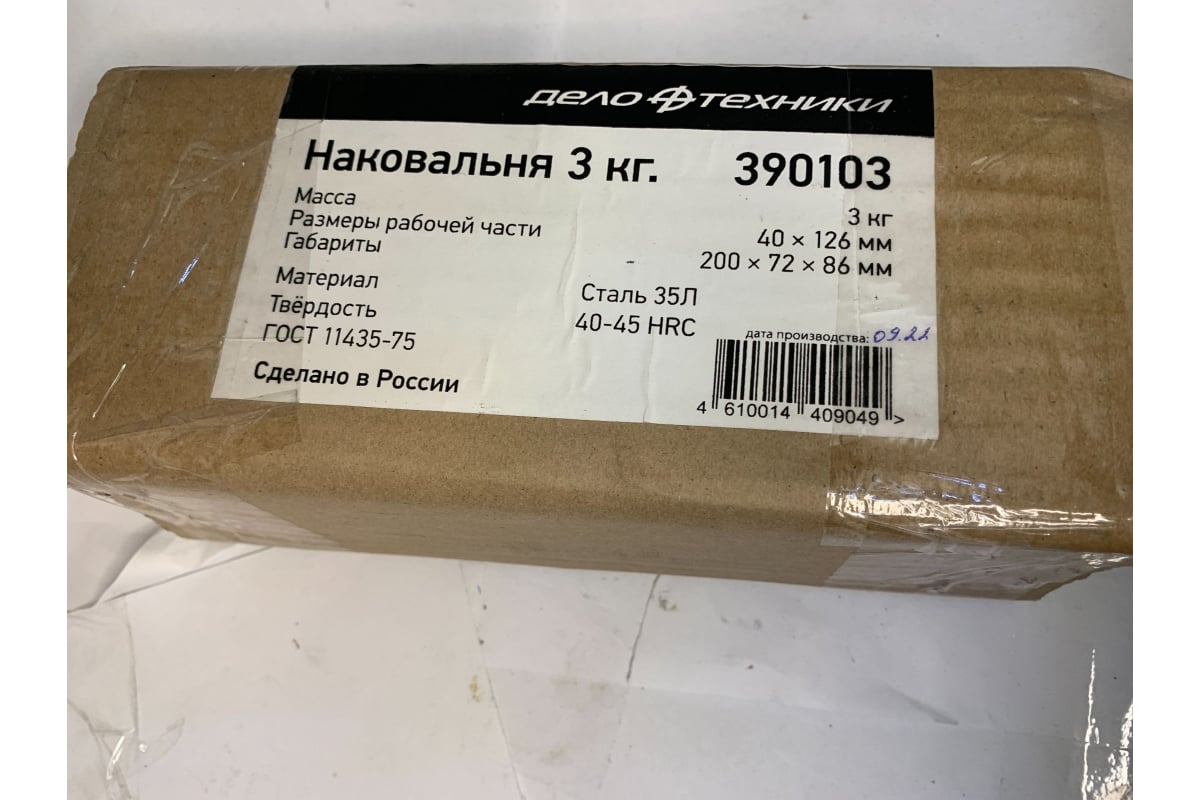 дело техники
Наковальня 3 кг. 390103
Масса 3 кг
Размеры рабочей части 40 × 126 мм
Габариты 200 × 72 × 86 мм
Материал Сталь 35Л
Твёрдость 40-45 HRC
ГОСТ 11435-75
дата производства: 09.22
Сделано в России
4 610014 409049 >